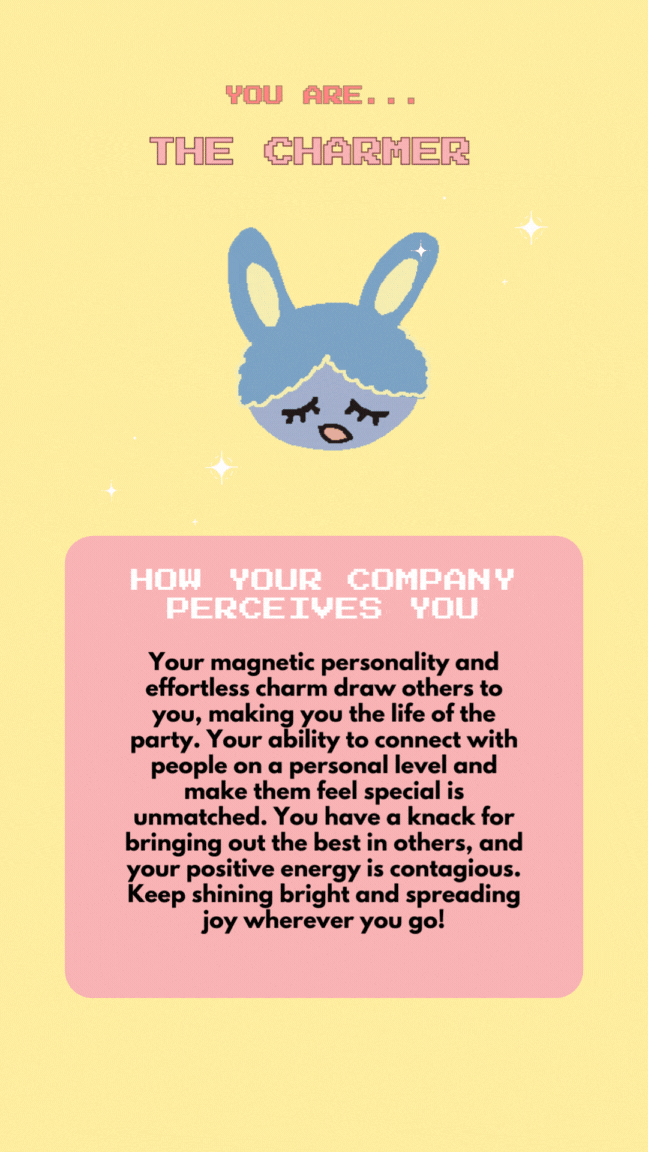 YOU ARE...
THE CHARMER
HOW YOUR COMPANY
PERCEIVES YOU
Your magnetic personality and
effortless charm draw others to
you, making you the life of the
party. Your ability to connect with
people on a personal level and
make them feel special is
unmatched. You have a knack for
bringing out the best in others, and
your positive energy is contagious.
Keep shining bright and spreading
joy wherever you go!